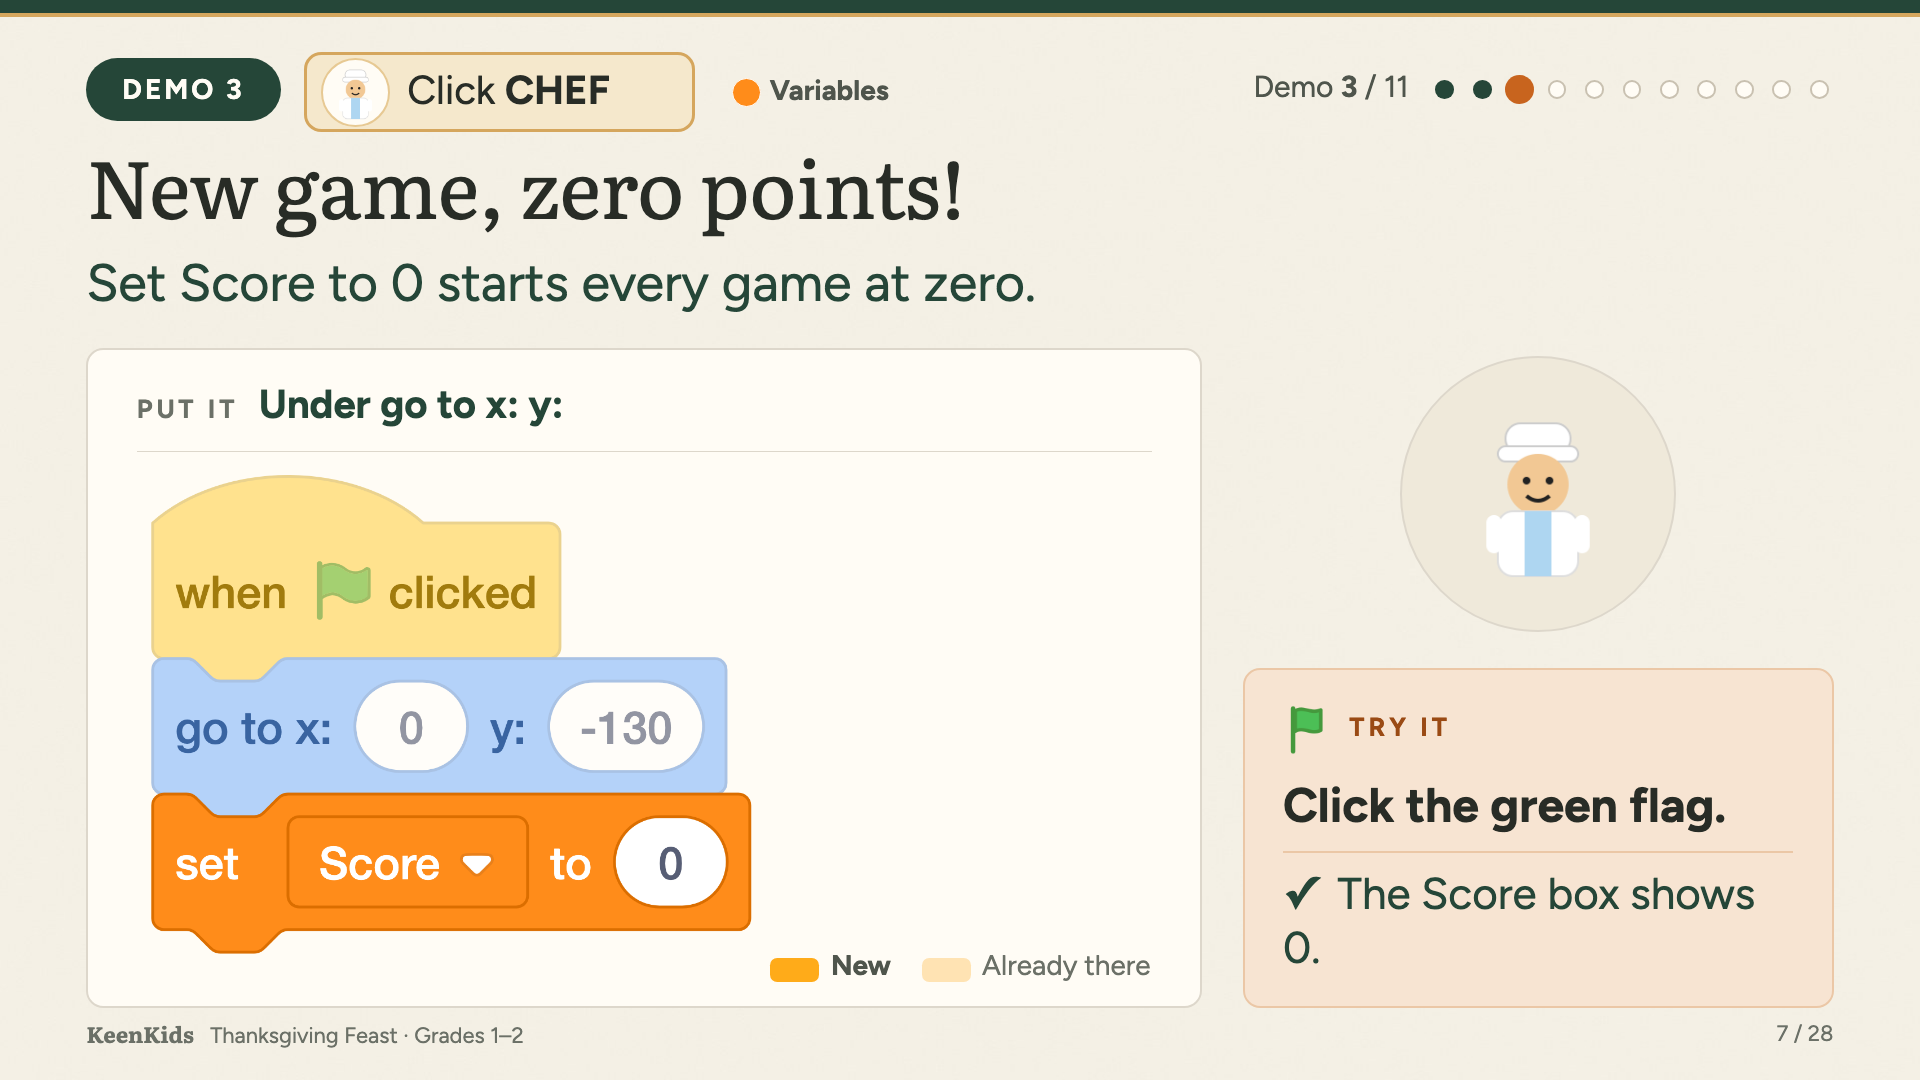 DEMO 3
Click CHEF
Variables
Demo 3 / 11
New game, zero points!
Set Score to 0 starts every game at zero.
PUT IT Under go to x: y:
when clicked
go to x: 0 y: -130
set Score to 0
New
Already there
TRY IT
Click the green flag.
✔ The Score box shows
0.
KeenKids Thanksgiving Feast · Grades 1–2
7 / 28